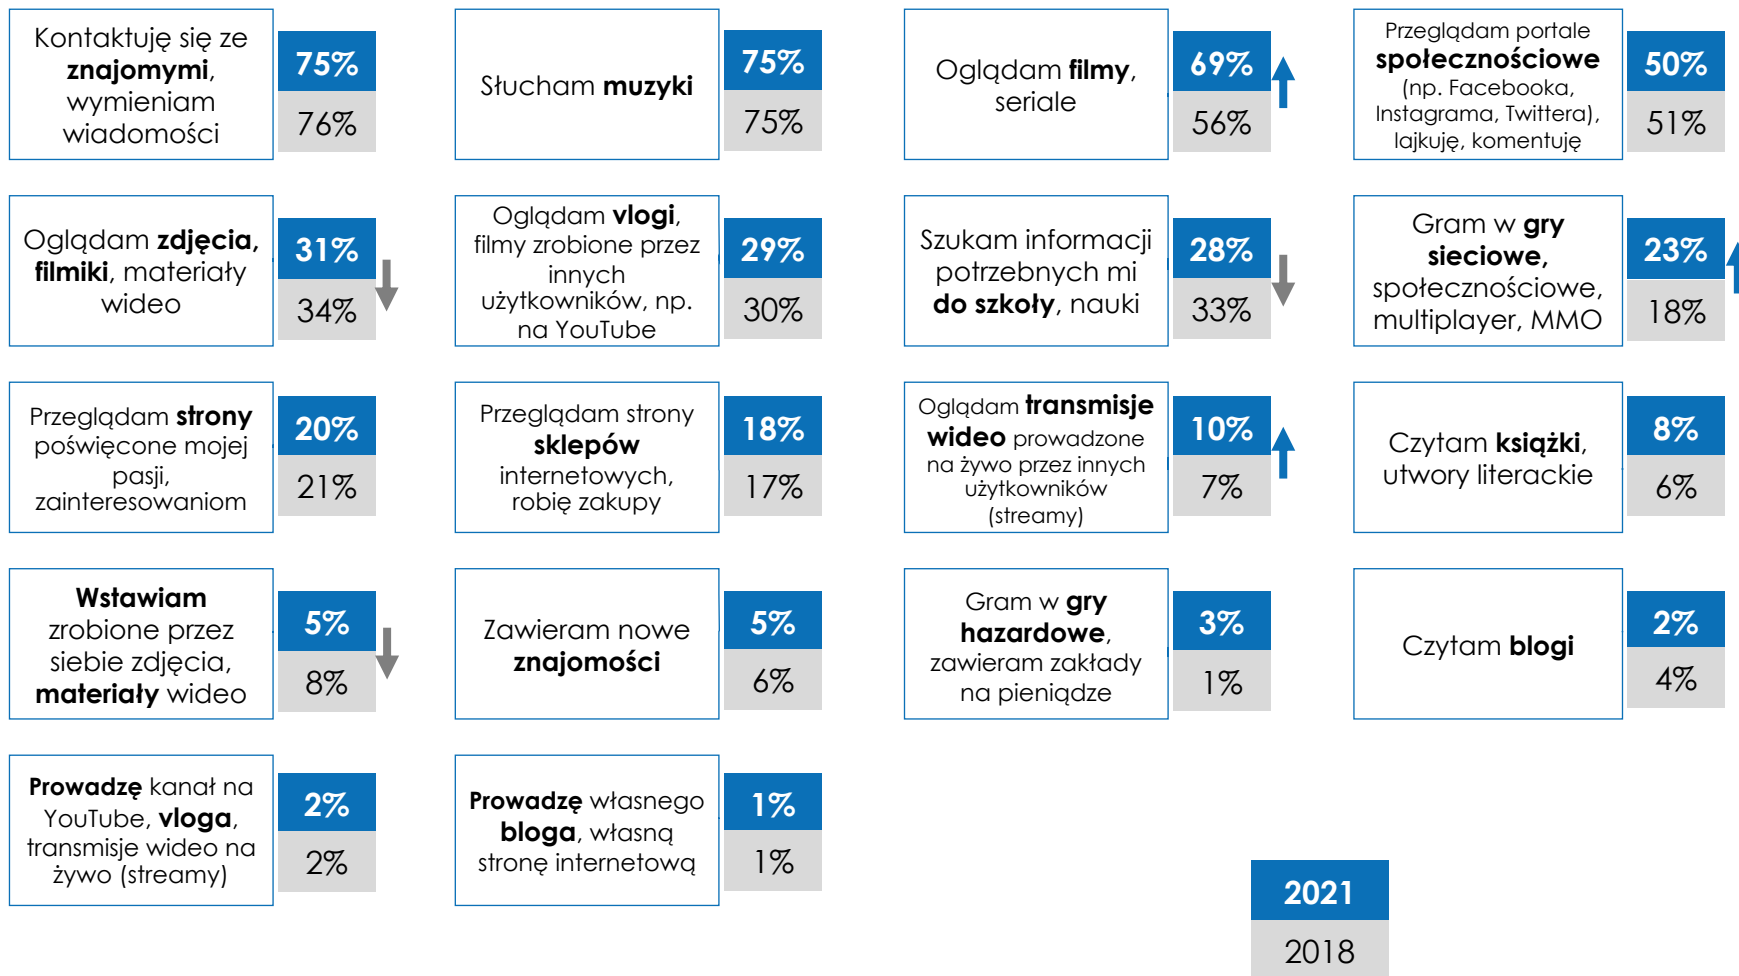 Kontaktuję się ze
znajomymi,
wymieniam
wiadomości
75%
76%
Słucham muzyki
75%
75%
Oglądam filmy,
seriale
69%
56%
Przeglądam portale
społecznościowe
(np. Facebooka,
Instagrama, Twittera),
lajkuję, komentuję
50%
51%
Oglądam zdjęcia,
filmiki, materiały
wideo
31%
34%
Oglądam vlogi,
filmy zrobione przez
innych
użytkowników, np.
na YouTube
29%
30%
Szukam informacji
potrzebnych mi
do szkoły, nauki
28%
33%
Gram w gry
sieciowe,
społecznościowe,
multiplayer, MMO
23%
18%
Przeglądam strony
poświęcone mojej
pasji,
zainteresowaniom
20%
21%
Przeglądam strony
sklepów
internetowych,
robię zakupy
18%
17%
Oglądam transmisje
wideo prowadzone
na żywo przez innych
użytkowników
(streamy)
10%
7%
Czytam książki,
utwory literackie
8%
6%
Wstawiam
zrobione przez
siebie zdjęcia,
materiały wideo
5%
8%
Zawieram nowe
znajomości
5%
6%
Gram w gry
hazardowe,
zawieram zakłady
na pieniądze
3%
1%
Czytam blogi
2%
4%
Prowadzę kanał na
YouTube, vloga,
transmisje wideo na
żywo (streamy)
2%
2%
Prowadzę własnego
bloga, własną
stronę internetową
1%
1%
2021
2018